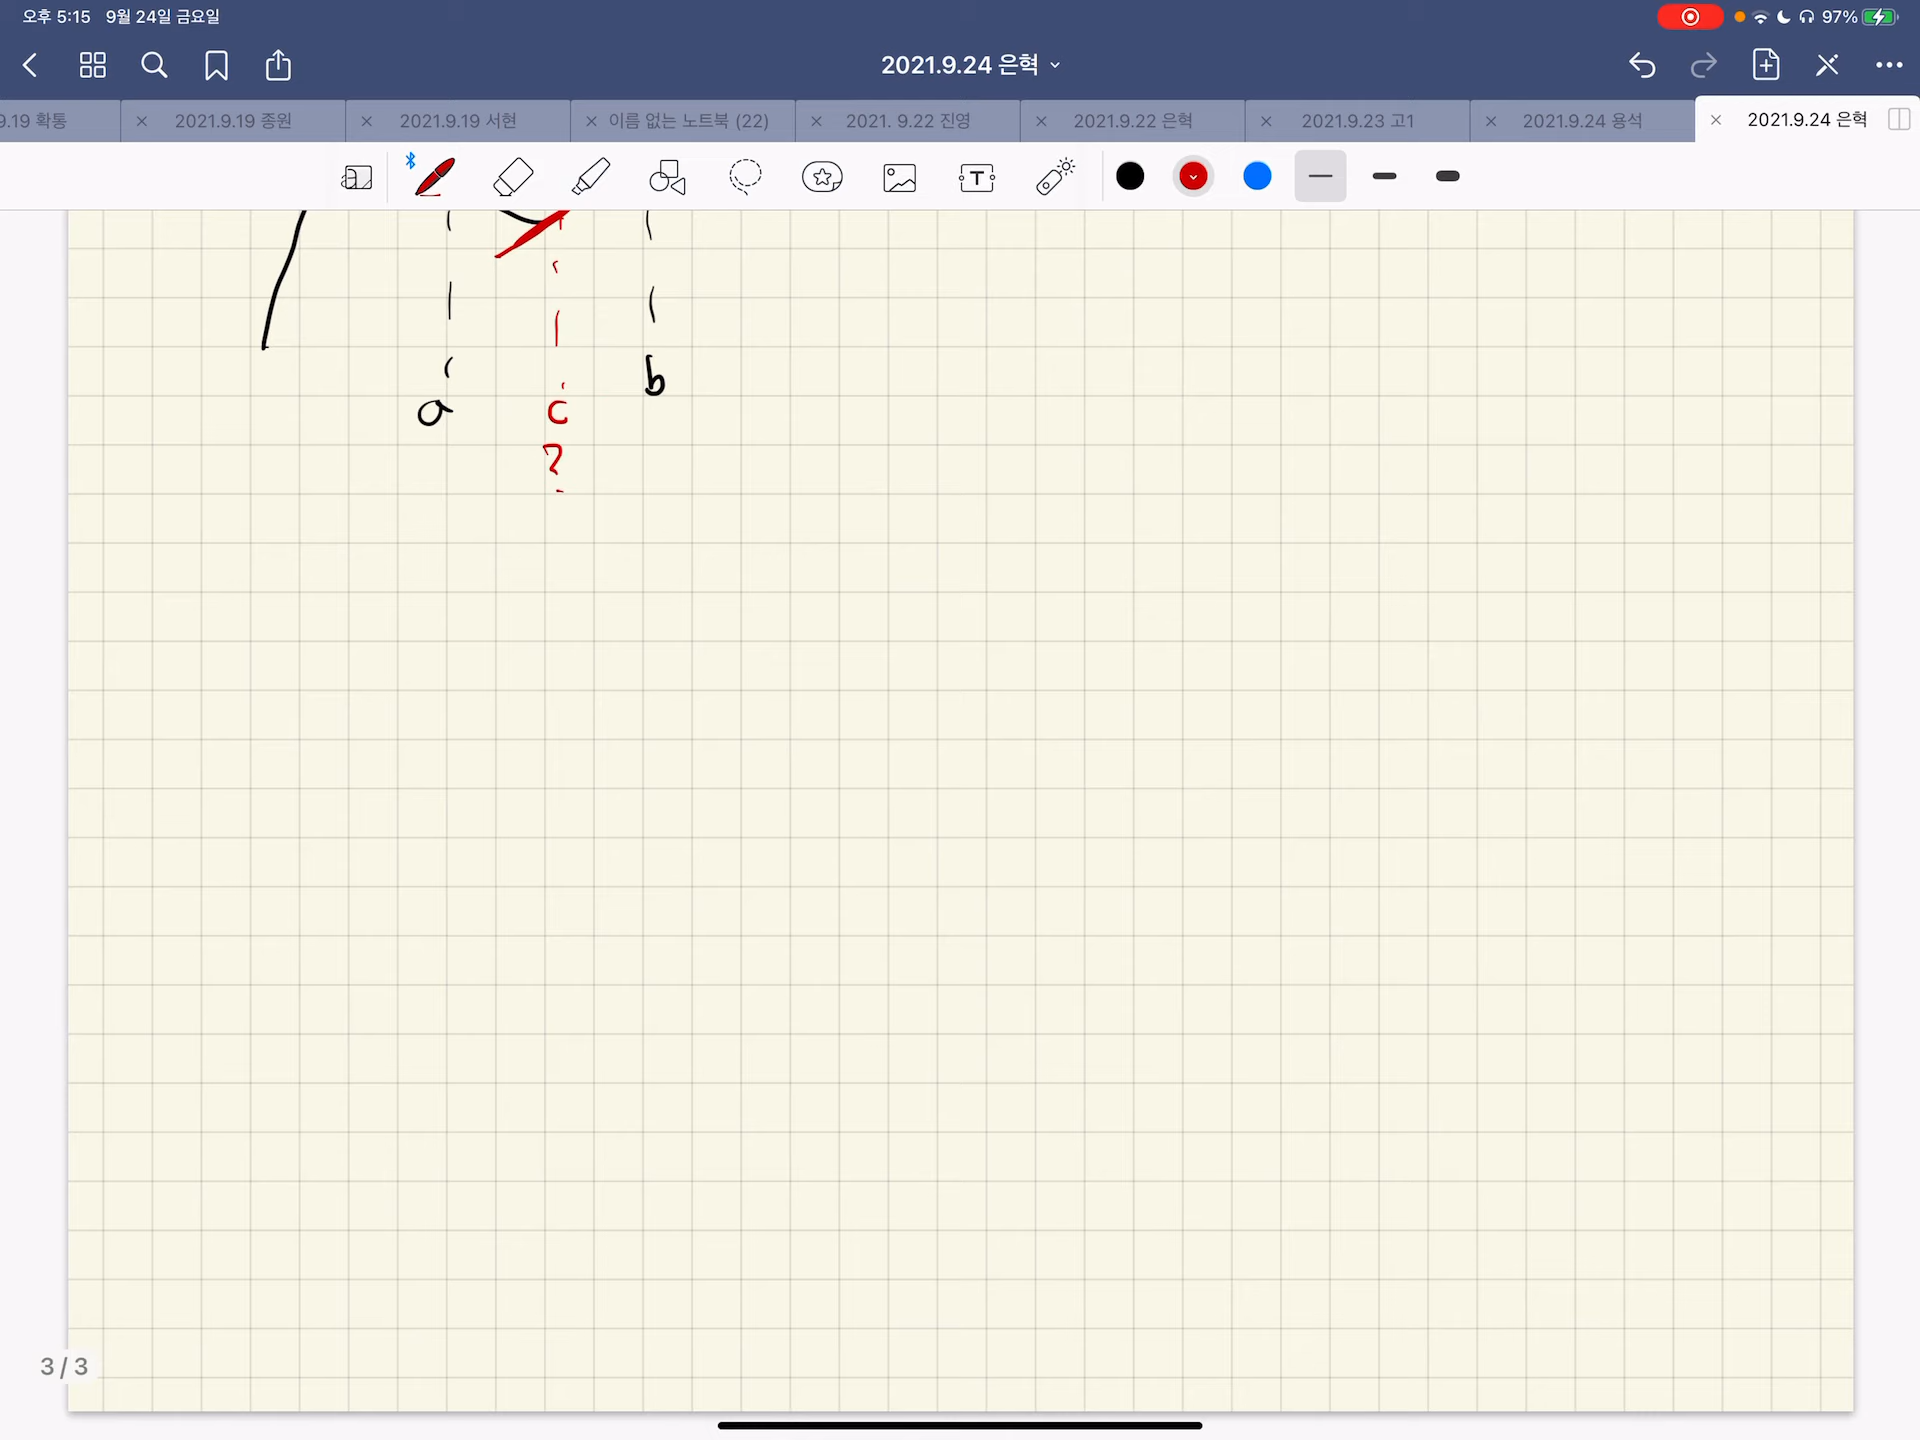 오후 5:15 9월 24일 금요일 97%
2021.9.24 은혁
9.19 확통 2021.9.19 종원 2021.9.19 서현 이름 없는 노트북 (22) 2021. 9.22 진영 2021.9.22 은혁 2021.9.23 고1 2021.9.24 용석 2021.9.24 은혁
a c b
?
3 / 3